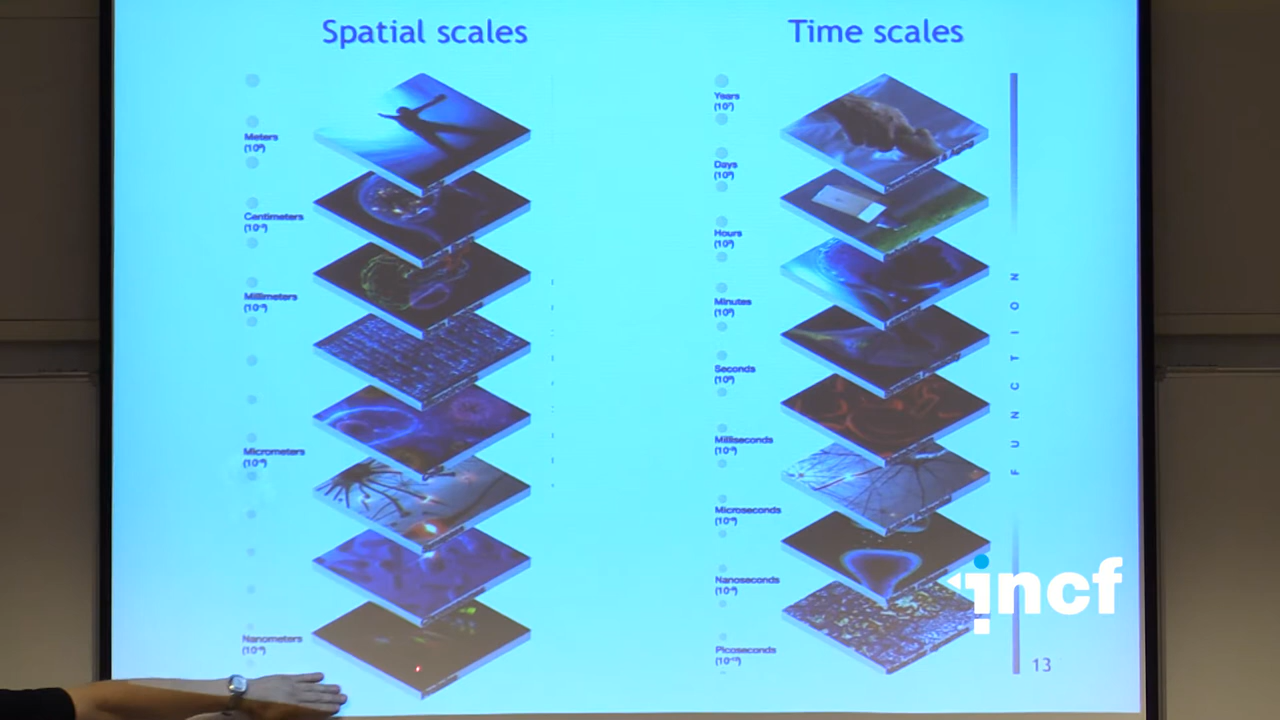 Spatial scales
Meters
(10⁰)
Centimeters
(10⁻²)
Millimeters
(10⁻³)
Micrometers
(10⁻⁶)
Nanometers
(10⁻⁹)
Time scales
Years
(10⁷)
Days
Hours
(10³)
Minutes
Seconds
(10⁰)
Milliseconds
(10⁻³)
Microseconds
(10⁻⁶)
Nanoseconds
(10⁻⁹)
Picoseconds
(10⁻¹²)
FUNCTION
incf
13